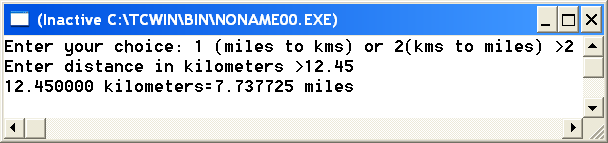 (Inactive C:\TCWIN\BIN\NONAME00.EXE)
Enter your choice: 1 (miles to kms) or 2(kms to miles) >2
Enter distance in kilometers >12.45
12.450000 kilometers=7.737725 miles